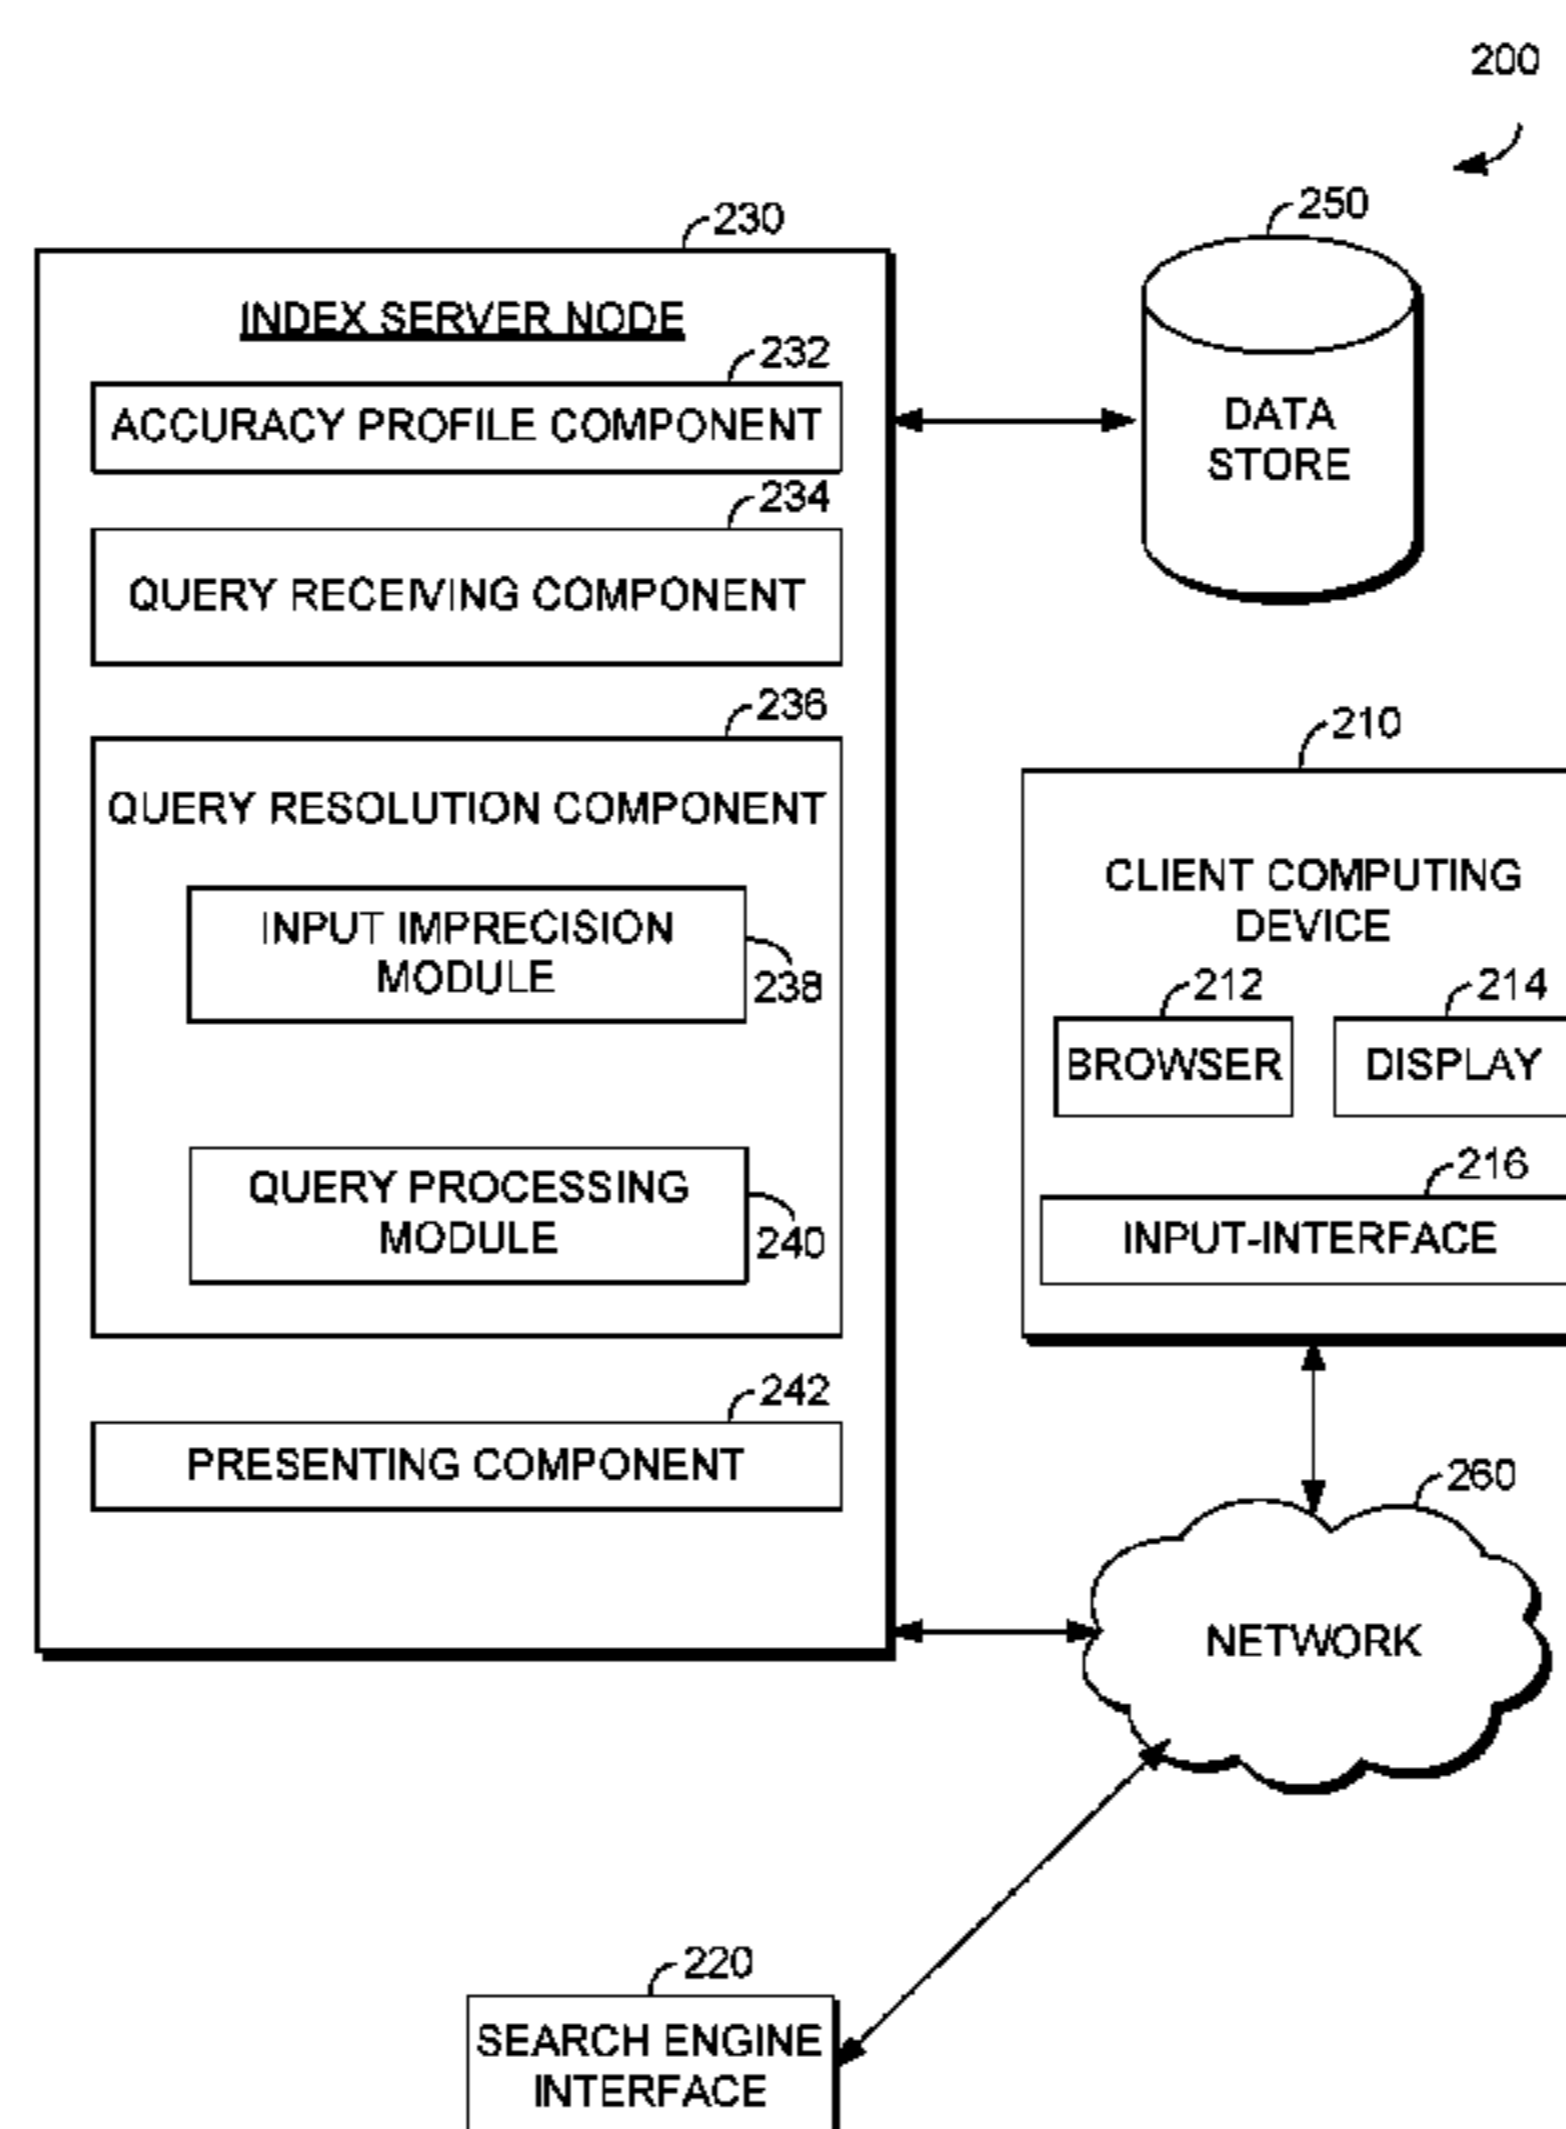 200
230
INDEX SERVER NODE
232
ACCURACY PROFILE COMPONENT
234
QUERY RECEIVING COMPONENT
236
QUERY RESOLUTION COMPONENT
INPUT IMPRECISION
MODULE
238
QUERY PROCESSING
MODULE
240
242
PRESENTING COMPONENT
250
DATA
STORE
210
CLIENT COMPUTING
DEVICE
212
BROWSER
214
DISPLAY
216
INPUT-INTERFACE
260
NETWORK
220
SEARCH ENGINE
INTERFACE